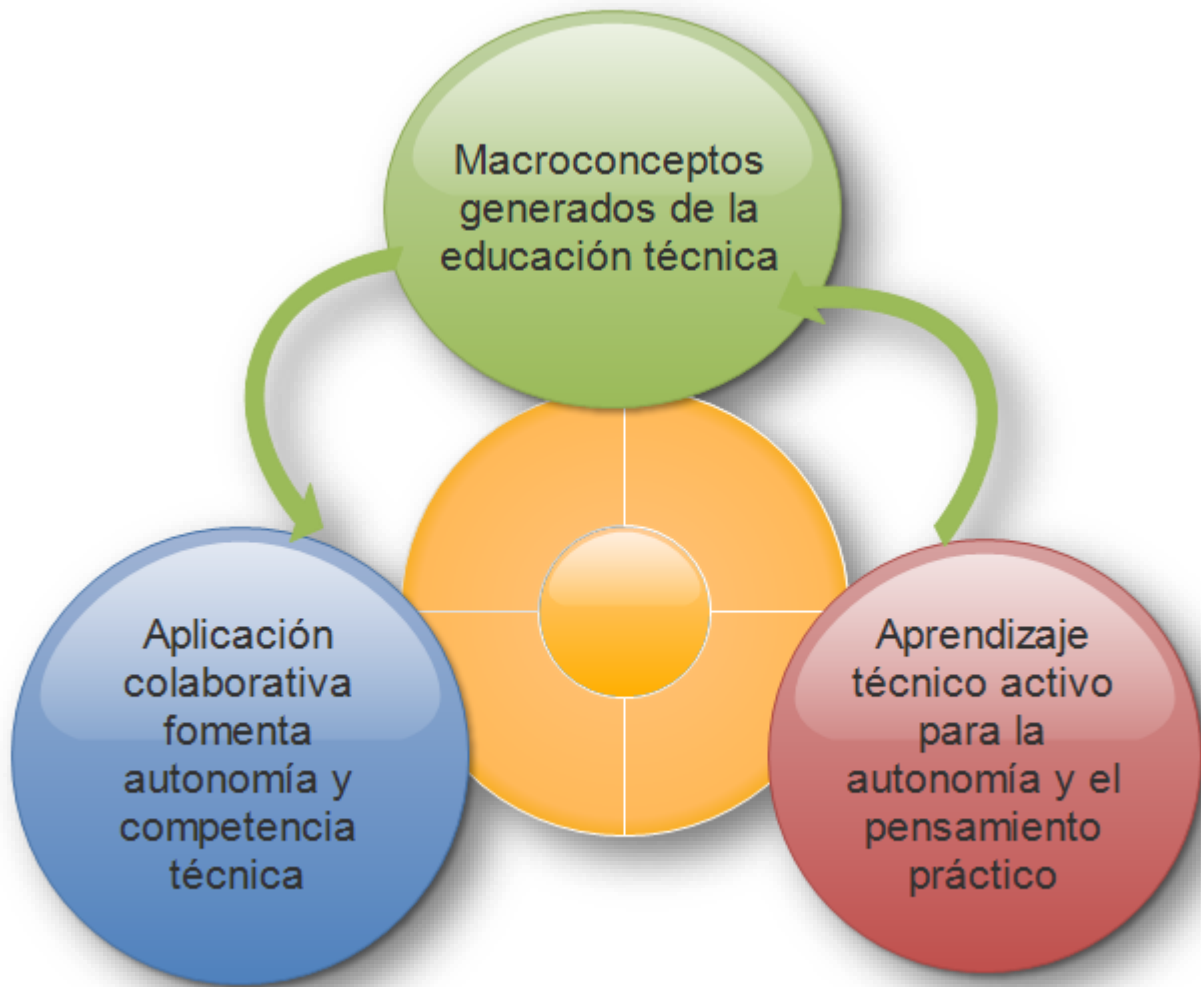 Macroconceptos
generados de la
educación técnica
Aplicación
colaborativa
fomenta
autonomía y
competencia
técnica
Aprendizaje
técnico activo
para la
autonomía y el
pensamiento
práctico